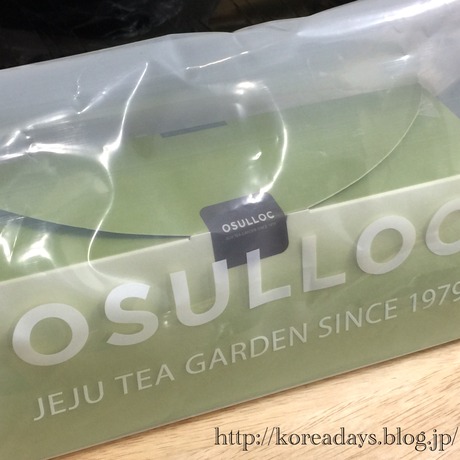 OSULLOC
OSULLOC
JEJU TEA GARDEN SINCE 1979
http://koreadays.blog.jp/